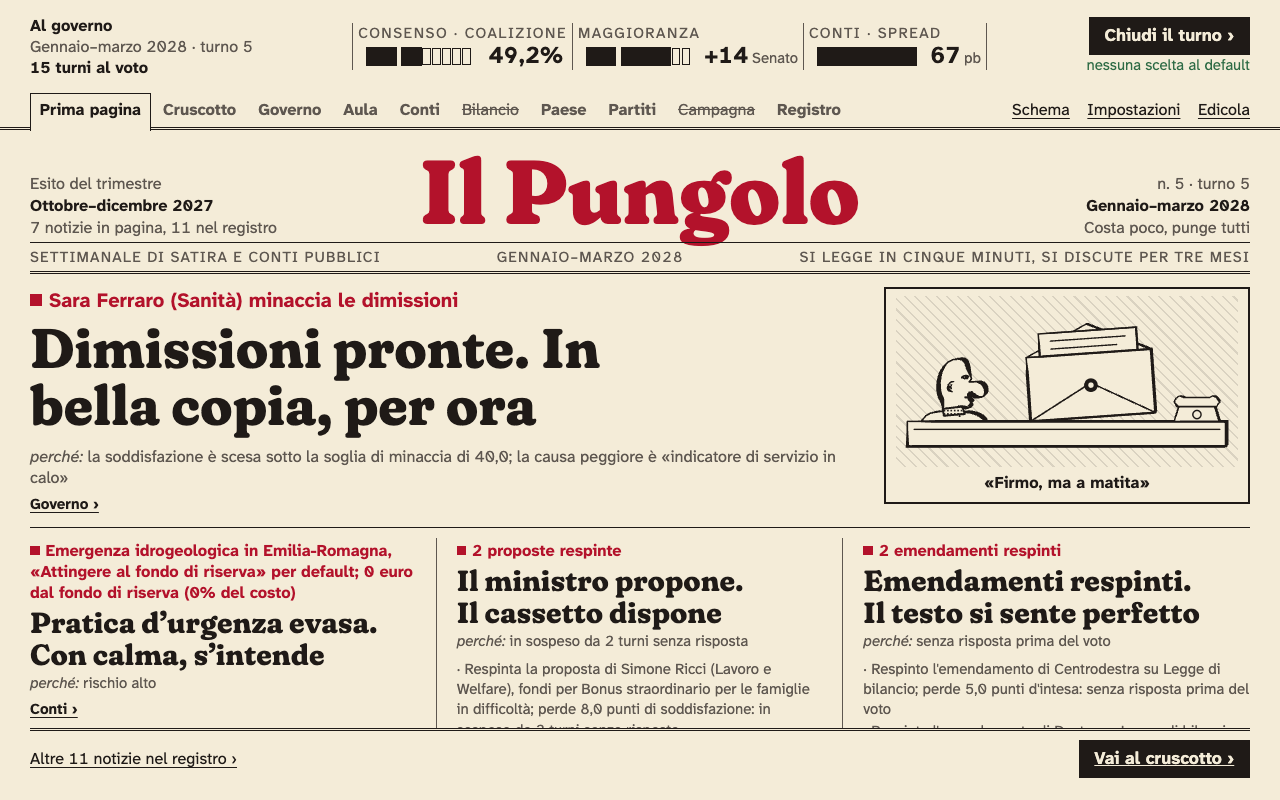 Al governo
Gennaio–marzo 2028 · turno 5
15 turni al voto
CONSENSO · COALIZIONE
49,2%
MAGGIORANZA
+14 Senato
CONTI · SPREAD
67 pb
Chiudi il turno ›
nessuna scelta al default
Prima pagina
Cruscotto
Governo
Aula
Conti
Bilancio
Paese
Partiti
Campagna
Registro
Schema
Impostazioni
Edicola
Esito del trimestre
Ottobre–dicembre 2027
7 notizie in pagina, 11 nel registro
Il Pungolo
n. 5 · turno 5
Gennaio–marzo 2028
Costa poco, punge tutti
SETTIMANALE DI SATIRA E CONTI PUBBLICI
GENNAIO–MARZO 2028
SI LEGGE IN CINQUE MINUTI, SI DISCUTE PER TRE MESI
Sara Ferraro (Sanità) minaccia le dimissioni
Dimissioni pronte. In
bella copia, per ora
perché: la soddisfazione è scesa sotto la soglia di minaccia di 40,0; la causa peggiore è «indicatore di servizio in
calo»
Governo ›
«Firmo, ma a matita»
Emergenza idrogeologica in Emilia-Romagna,
«Attingere al fondo di riserva» per default; 0 euro
dal fondo di riserva (0% del costo)
Pratica d’urgenza evasa.
Con calma, s’intende
perché: rischio alto
Conti ›
2 proposte respinte
Il ministro propone.
Il cassetto dispone
perché: in sospeso da 2 turni senza risposta
· Respinta la proposta di Simone Ricci (Lavoro e
Welfare), fondi per Bonus straordinario per le famiglie
in difficoltà; perde 8,0 punti di soddisfazione: in
sospeso da 2 turni senza risposta
2 emendamenti respinti
Emendamenti respinti.
Il testo si sente perfetto
perché: senza risposta prima del voto
· Respinto l'emendamento di Centrodestra su Legge di
bilancio; perde 5,0 punti d'intesa: senza risposta prima del
voto
Altre 11 notizie nel registro ›
Vai al cruscotto ›